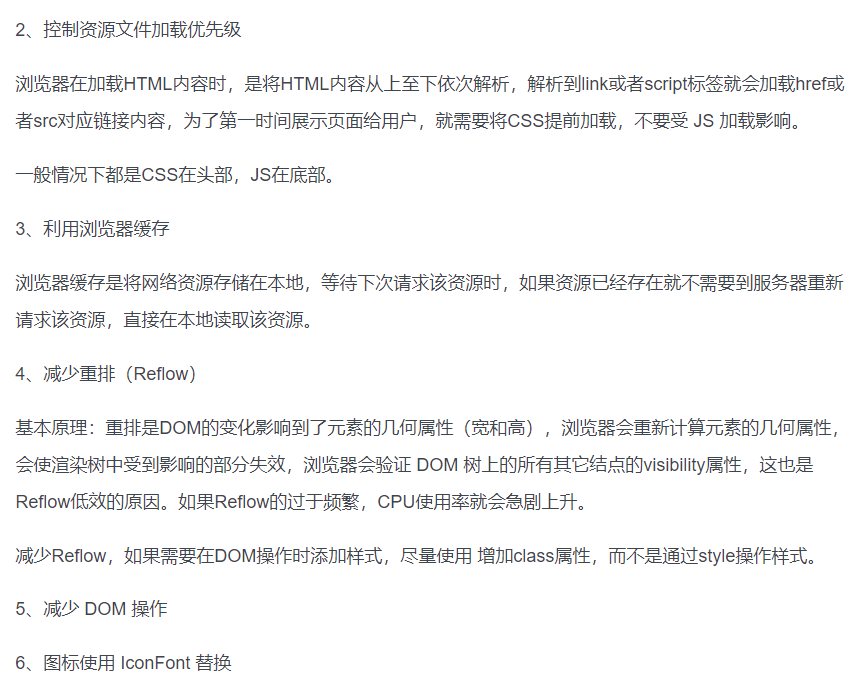 2、控制资源文件加载优先级
浏览器在加载HTML内容时，是将HTML内容从上至下依次解析，解析到link或者script标签就会加载href或
者src对应链接内容，为了第一时间展示页面给用户，就需要将CSS提前加载，不要受 JS 加载影响。
一般情况下都是CSS在头部，JS在底部。
3、利用浏览器缓存
浏览器缓存是将网络资源存储在本地，等待下次请求该资源时，如果资源已经存在就不需要到服务器重新
请求该资源，直接在本地读取该资源。
4、减少重排（Reflow）
基本原理：重排是DOM的变化影响到了元素的几何属性（宽和高），浏览器会重新计算元素的几何属性，
会使渲染树中受到影响的部分失效，浏览器会验证 DOM 树上的所有其它结点的visibility属性，这也是
Reflow低效的原因。如果Reflow的过于频繁，CPU使用率就会急剧上升。
减少Reflow，如果需要在DOM操作时添加样式，尽量使用 增加class属性，而不是通过style操作样式。
5、减少 DOM 操作
6、图标使用 IconFont 替换